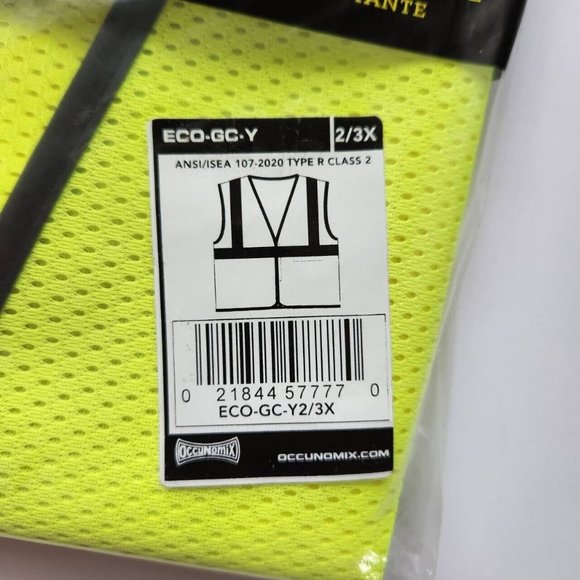 TANTE
ECO-GC-Y 2/3X
ANSI/ISEA 107-2020 TYPE R CLASS 2
0 21844 57777 0
ECO-GC-Y2/3X
OCCUNOMIX OCCUNOMIX.COM